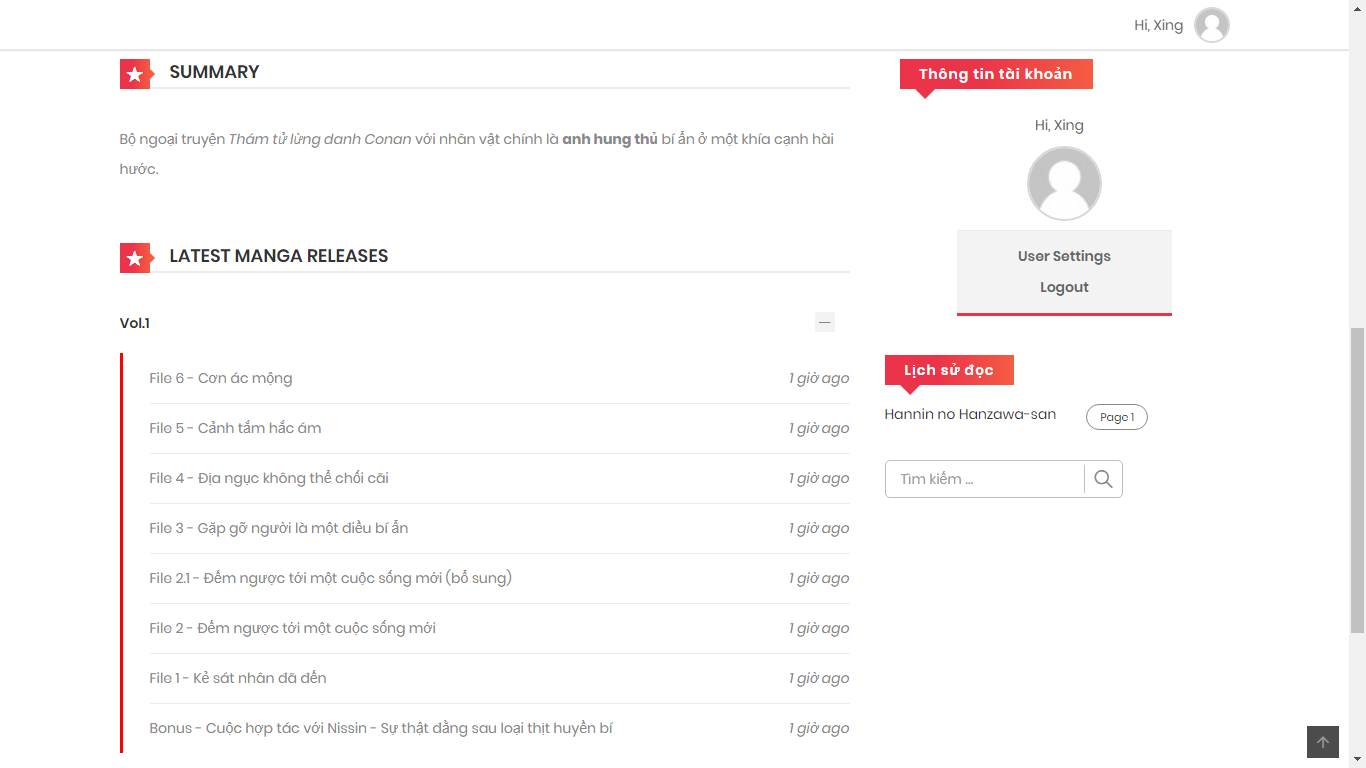 Hi, Xing
SUMMARY
Bộ ngoại truyện Thám tử lừng danh Conan với nhân vật chính là anh hung thủ bí ẩn ở một khía cạnh hài
hước.
LATEST MANGA RELEASES
Vol.1
File 6 - Cơn ác mộng 1 giờ ago
File 5 - Cảnh tắm hắc ám 1 giờ ago
File 4 - Địa ngục không thể chối cãi 1 giờ ago
File 3 - Gặp gỡ người là một điều bí ẩn 1 giờ ago
File 2.1 - Đếm ngược tới một cuộc sống mới (bổ sung) 1 giờ ago
File 2 - Đếm ngược tới một cuộc sống mới 1 giờ ago
File 1 - Kẻ sát nhân đã đến 1 giờ ago
Bonus - Cuộc hợp tác với Nissin - Sự thật đằng sau loại thịt huyền bí 1 giờ ago
Thông tin tài khoản
Hi, Xing
User Settings
Logout
Lịch sử đọc
Hannin no Hanzawa-san Page 1
Tìm kiếm ...